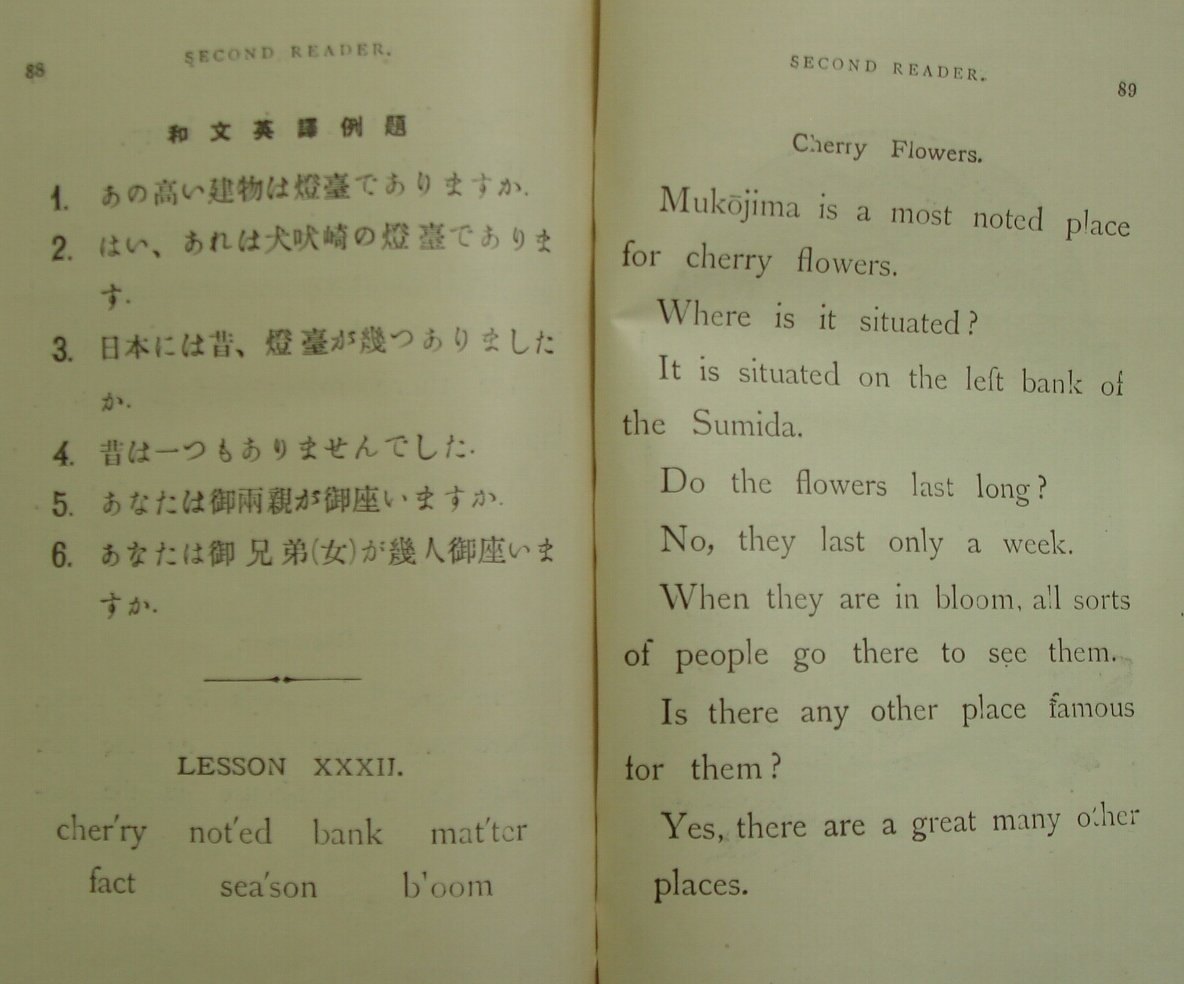 88
SECOND READER.
和文英譯例題
1. あの高い建物は燈臺でありますか.
2. はい、あれは犬吠崎の燈臺でありま
す.
3. 日本には昔、燈臺が幾つありました
か.
4. 昔は一つもありませんでした.
5. あなたは御兩親が御座いますか.
6. あなたは御兄弟(女)が幾人御座いま
すか.
LESSON XXXII.
cher′ry not′ed bank mat′ter
fact sea′son bloom
SECOND READER.
89
Cherry Flowers.
Mukōjima is a most noted place
for cherry flowers.
Where is it situated?
It is situated on the left bank of
the Sumida.
Do the flowers last long?
No, they last only a week.
When they are in bloom, all sorts
of people go there to see them.
Is there any other place famous
for them?
Yes, there are a great many other
places.